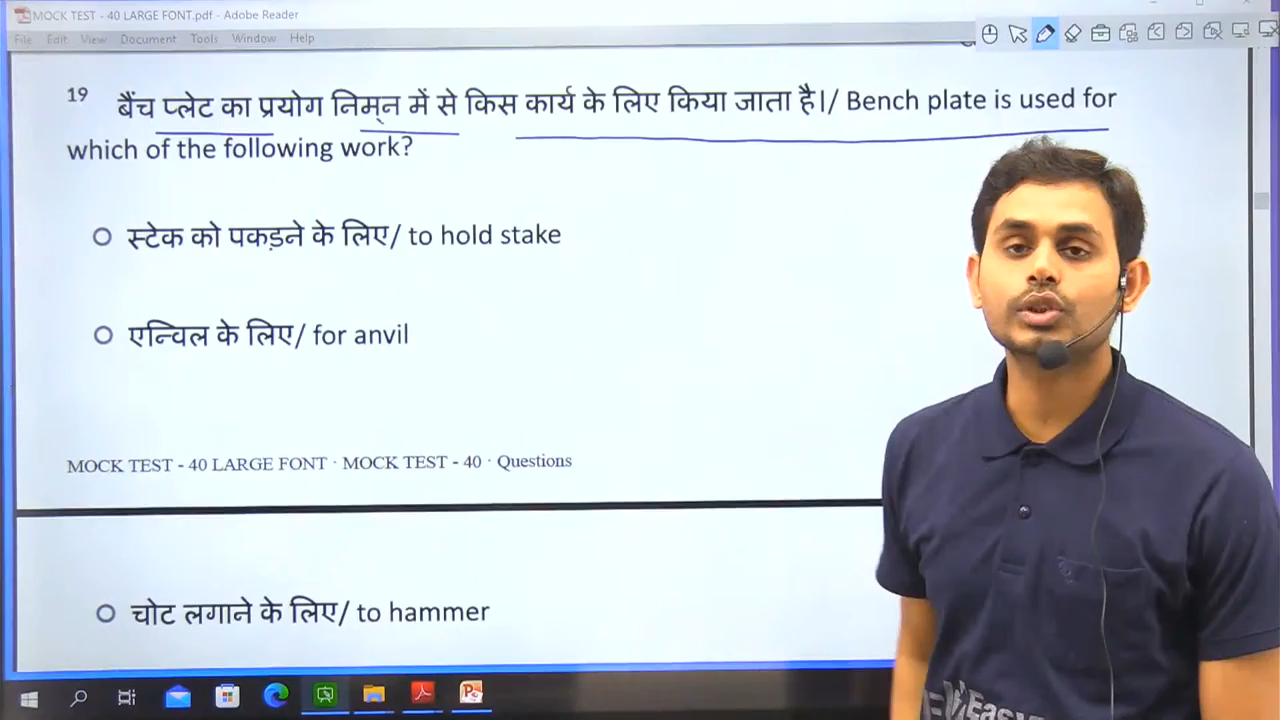 MOCK TEST - 40 LARGE FONT.pdf - Adobe Reader
File Edit View Document Tools Window Help
19 बैंच प्लेट का प्रयोग निम्न में से किस कार्य के लिए किया जाता है।/ Bench plate is used for
which of the following work?
स्टेक को पकड़ने के लिए/ to hold stake
एन्विल के लिए/ for anvil
MOCK TEST - 40 LARGE FONT · MOCK TEST - 40 · Questions
चोट लगाने के लिए/ to hammer